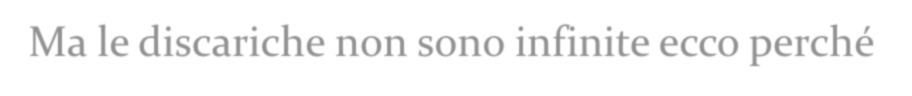 Ma le discariche non sono infinite ecco perché